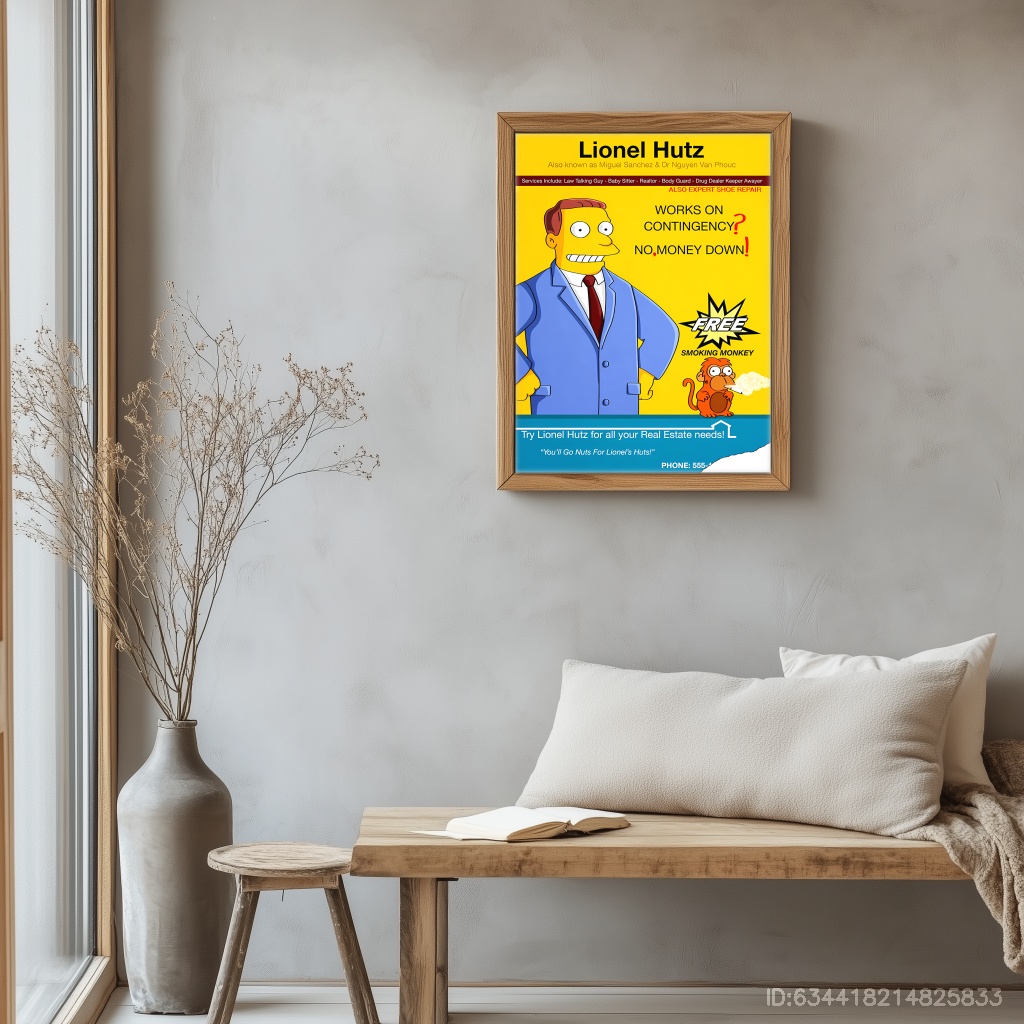 Lionel Hutz
Also known as Miguel Sanchez & Dr Nguyen Van Phouc
Services Include: Law Talking Guy - Baby Sitter - Realtor - Body Guard - Drug Dealer Keeper Awayer
ALSO EXPERT SHOE REPAIR
WORKS ON
CONTINGENCY?
NO, MONEY DOWN!
FREE
SMOKING MONKEY
Try Lionel Hutz for all your Real Estate needs!
"You'll Go Nuts For Lionel's Huts!"
PHONE: 555-
ID:634418214825833